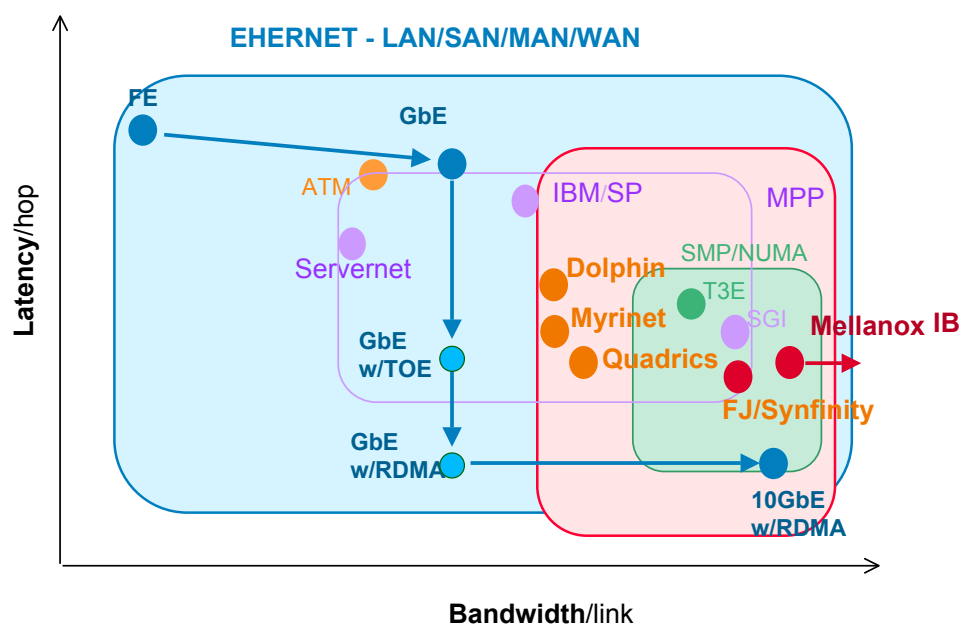 EHERNET - LAN/SAN/MAN/WAN
FE
GbE
ATM
IBM/SP
MPP
Servernet
SMP/NUMA
Dolphin
T3E
Myrinet
SGI
Mellanox IB
GbE
w/TOE
Quadrics
FJ/Synfinity
GbE
w/RDMA
10GbE
w/RDMA
Latency/hop
Bandwidth/link